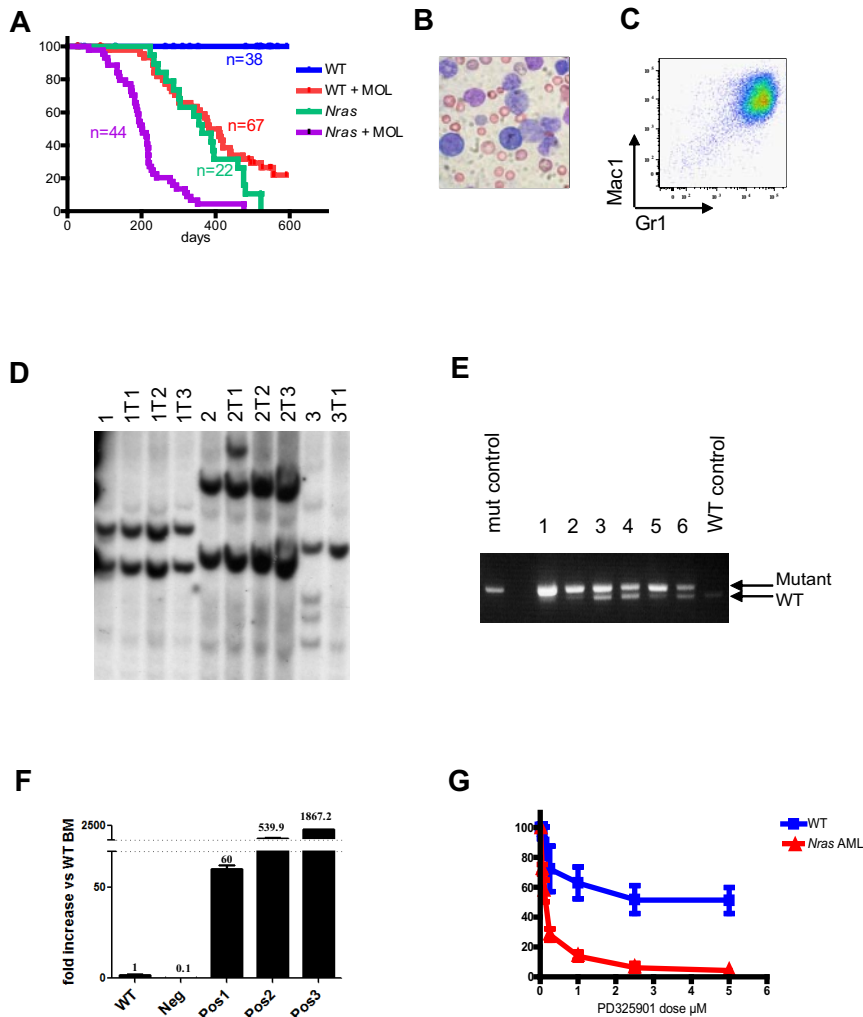 A
100
80
60
40
20
0
0 200 400 600
days
n=38
n=67
n=44
n=22
WT
WT + MOL
Nras
Nras + MOL
B
C
Mac1
Gr1
D
1 1T1 1T2 1T3 2 2T1 2T2 2T3 3 3T1
E
mut control 1 2 3 4 5 6 WT control
Mutant
WT
F
fold increase vs WT BM
2500
50
0
1 0.1 60 539.9 1867.2
WT Neg Pos1 Pos2 Pos3
G
100
80
60
40
20
0
0 1 2 3 4 5 6
PD325901 dose µM
WT
Nras AML